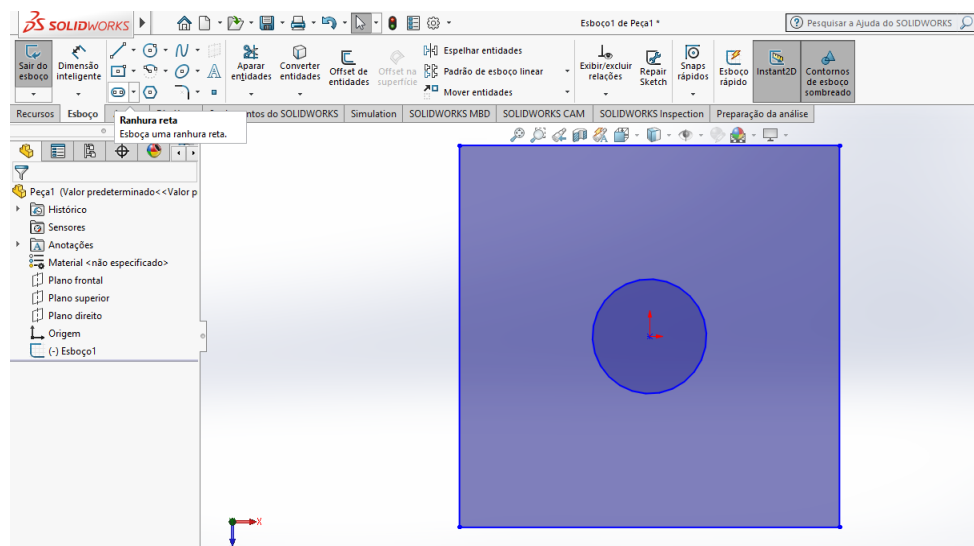 SOLIDWORKS
Esboço1 de Peça1 *
Pesquisar a Ajuda do SOLIDWORKS
Sair do esboço
Dimensão inteligente
Aparar entidades
Converter entidades
Offset de entidades
Offset na superfície
Espelhar entidades
Padrão de esboço linear
Mover entidades
Exibir/excluir relações
Repair Sketch
Snaps rápidos
Esboço rápido
Instant2D
Contornos de esboço sombreado
Recursos
Esboço
ntos do SOLIDWORKS
Simulation
SOLIDWORKS MBD
SOLIDWORKS CAM
SOLIDWORKS Inspection
Preparação da análise
Ranhura reta
Esboça uma ranhura reta.
Peça1 (Valor predeterminado<<Valor p
Histórico
Sensores
Anotações
Material <não especificado>
Plano frontal
Plano superior
Plano direito
Origem
(-) Esboço1
X